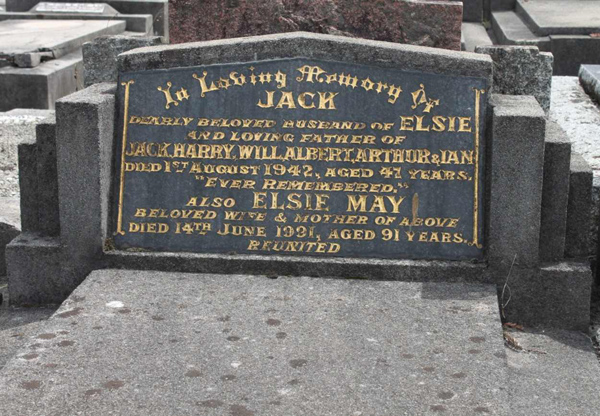 In Loving Memory Of
JACK
DEARLY BELOVED HUSBAND OF ELSIE
AND LOVING FATHER OF
JACK, HARRY, WILL, ALBERT, ARTHUR & IAN
DIED 1ST AUGUST 1942, AGED 41 YEARS.
"EVER REMEMBERED."
ALSO ELSIE MAY
BELOVED WIFE & MOTHER OF ABOVE
DIED 14TH JUNE 1991, AGED 91 YEARS.
REUNITED